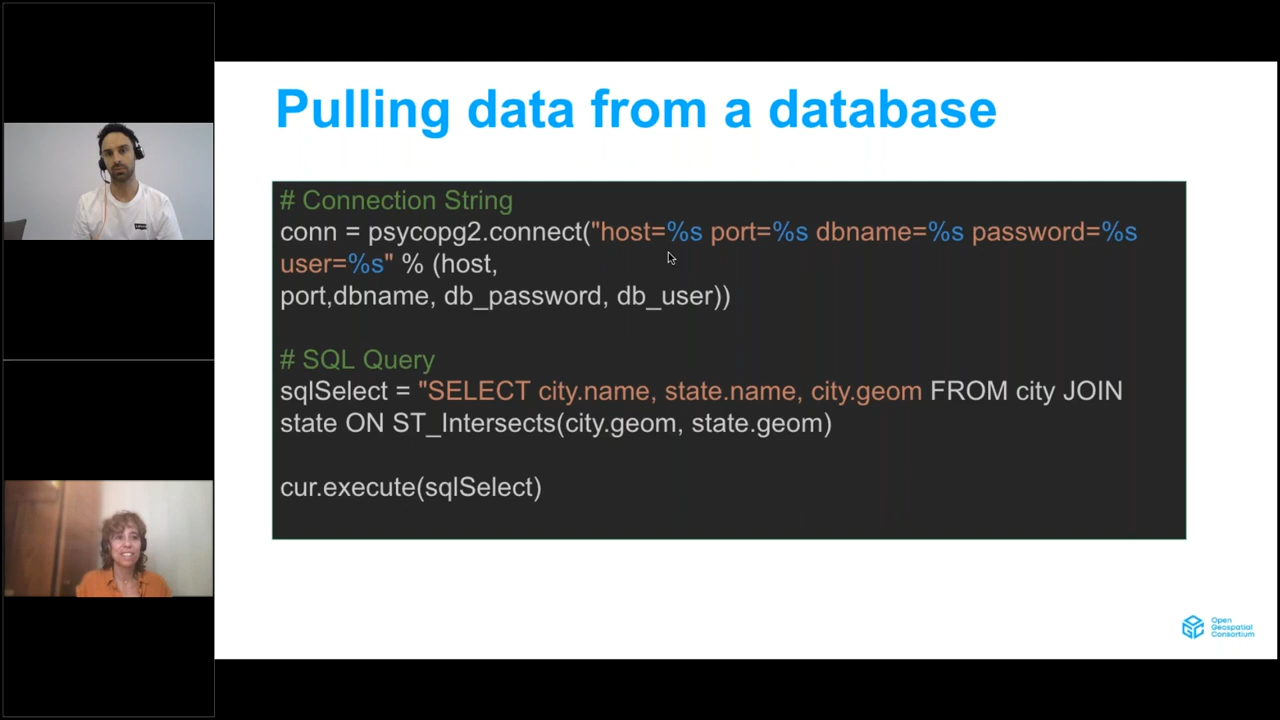 Pulling data from a database
# Connection String
conn = psycopg2.connect("host=%s port=%s dbname=%s password=%s
user=%s" % (host,
port,dbname, db_password, db_user))
# SQL Query
sqlSelect = "SELECT city.name, state.name, city.geom FROM city JOIN
state ON ST_Intersects(city.geom, state.geom)
cur.execute(sqlSelect)
Open
Geospatial
Consortium